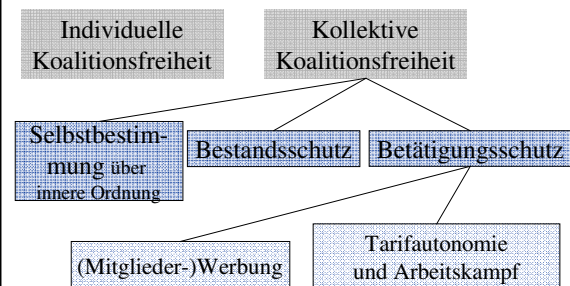 Individuelle
Koalitionsfreiheit
Kollektive
Koalitionsfreiheit
Selbstbestim-
mung über
innere Ordnung
Bestandsschutz
Betätigungsschutz
(Mitglieder-)Werbung
Tarifautonomie
und Arbeitskampf